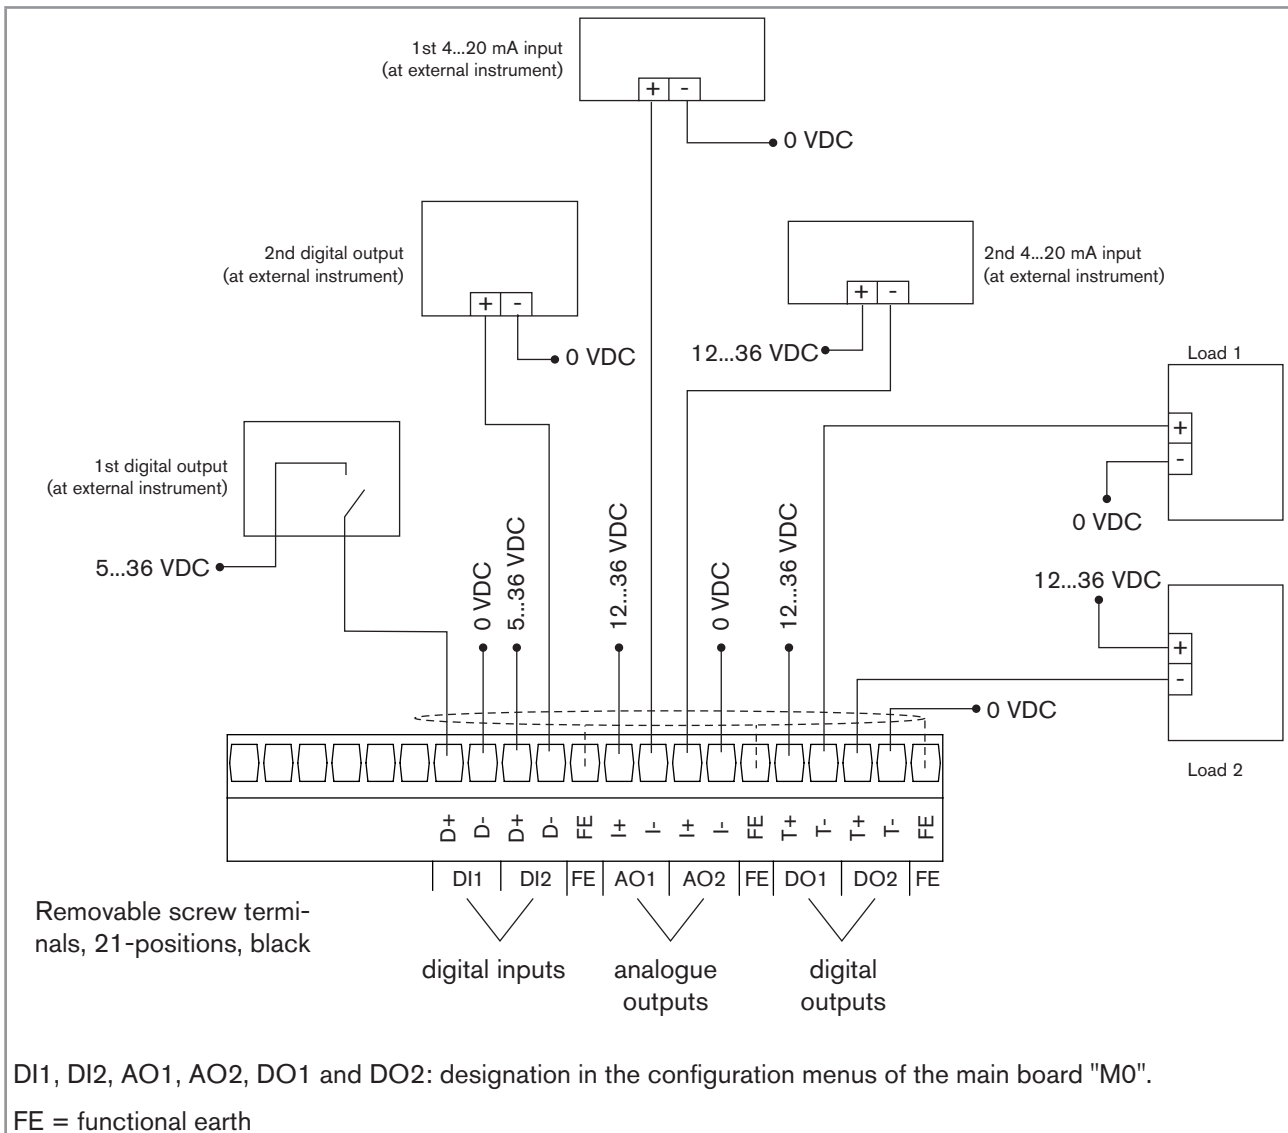 1st 4...20 mA input
(at external instrument)
+ -
0 VDC
2nd digital output
(at external instrument)
+ -
0 VDC
2nd 4...20 mA input
(at external instrument)
+ -
12...36 VDC
Load 1
+
-
0 VDC
1st digital output
(at external instrument)
5...36 VDC
0 VDC
5...36 VDC
12...36 VDC
0 VDC
12...36 VDC
12...36 VDC
+
-
0 VDC
Load 2
D+ D- D+ D- FE I+ I- I+ I- FE T+ T- T+ T- FE
DI1 DI2 FE AO1 AO2 FE DO1 DO2 FE
Removable screw termi-
nals, 21-positions, black
digital inputs
analogue
outputs
digital
outputs
DI1, DI2, AO1, AO2, DO1 and DO2: designation in the configuration menus of the main board "M0".
FE = functional earth